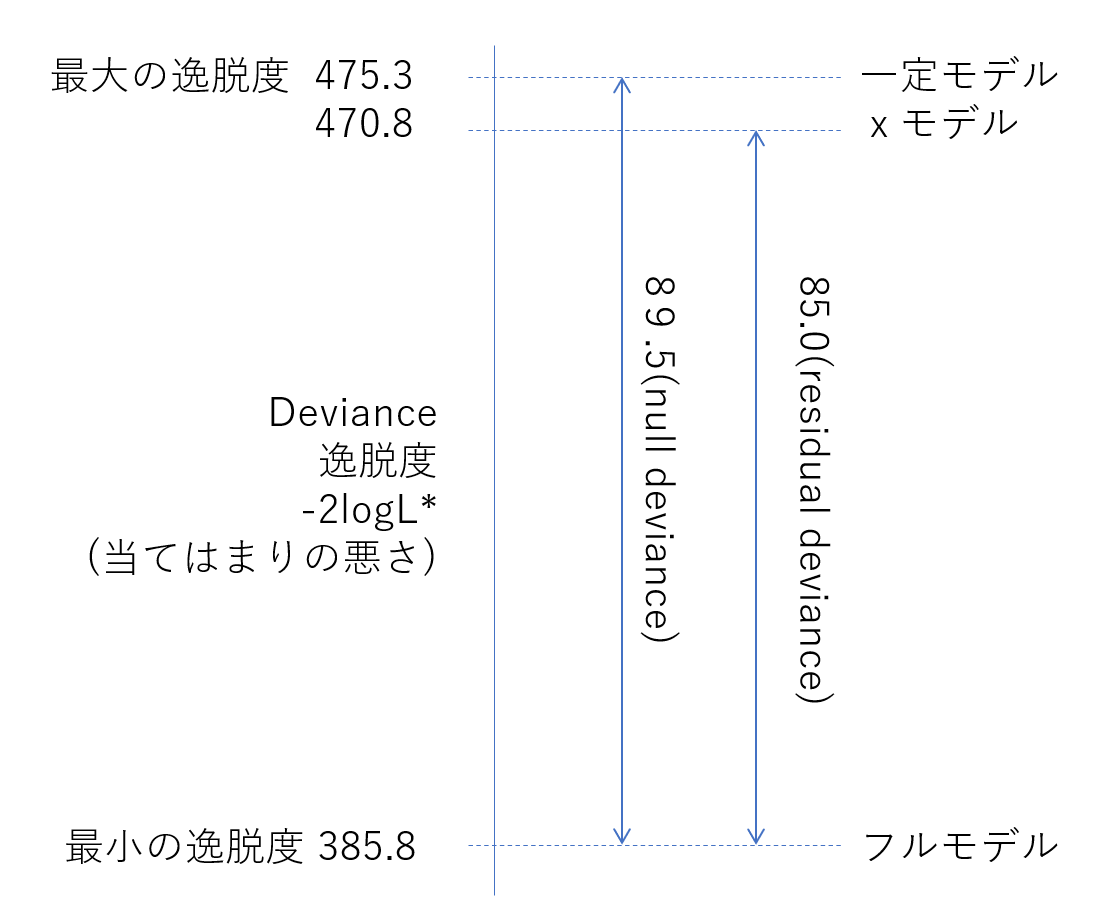 最大の逸脱度 475.3
一定モデル
470.8
x モデル
89.5(null deviance)
85.0(residual deviance)
Deviance
逸脱度
-2logL*
(当てはまりの悪さ)
最小の逸脱度 385.8
フルモデル